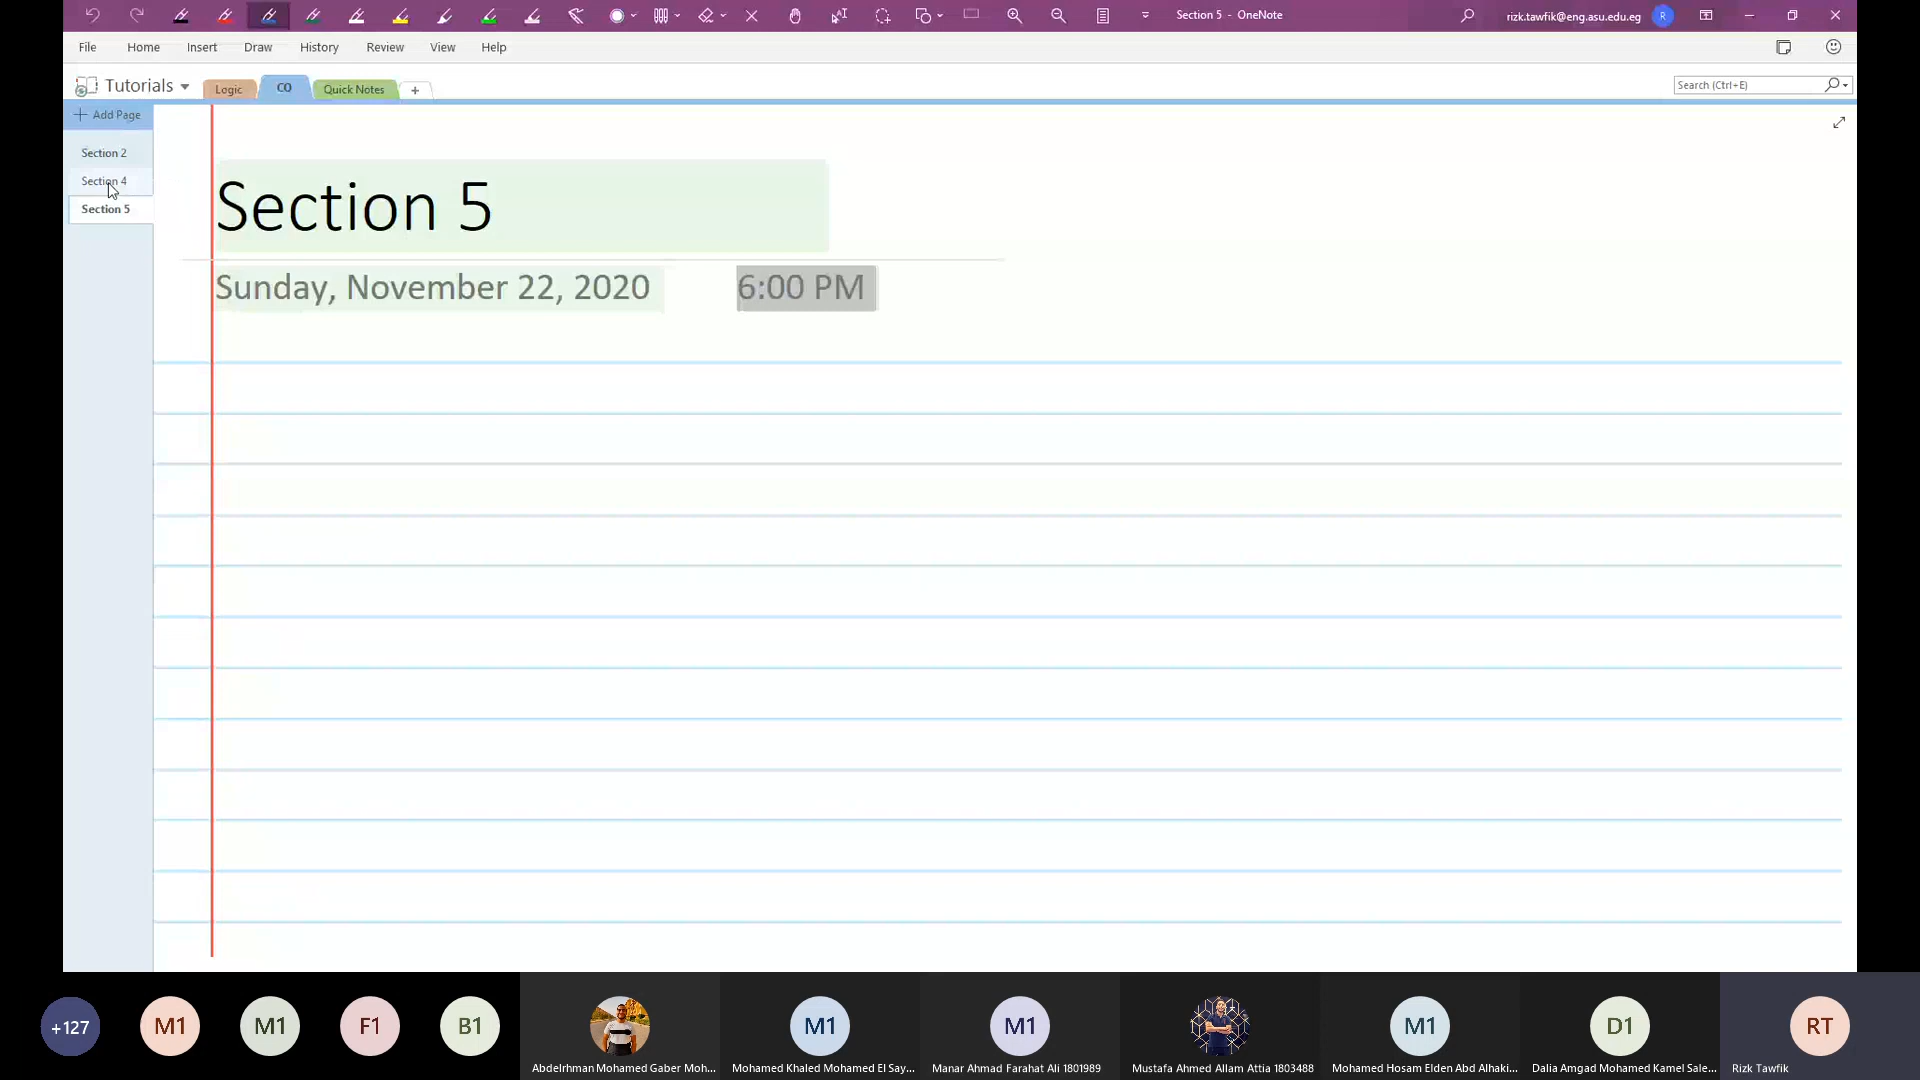 Section 5 - OneNote
rizk.tawfik@eng.asu.edu.eg
R
File Home Insert Draw History Review View Help
Tutorials
Logic
CO
Quick Notes
+
Search (Ctrl+E)
Add Page
Section 2
Section 4
Section 5
Section 5
Sunday, November 22, 2020 6:00 PM
+127
M1
M1
F1
B1
M1
M1
M1
D1
RT
Abdelrhman Mohamed Gaber Moh...
Mohamed Khaled Mohamed El Say...
Manar Ahmad Farahat Ali 1801989
Mustafa Ahmed Allam Attia 1803488
Mohamed Hosam Elden Abd Alhaki...
Dalia Amgad Mohamed Kamel Sale...
Rizk Tawfik